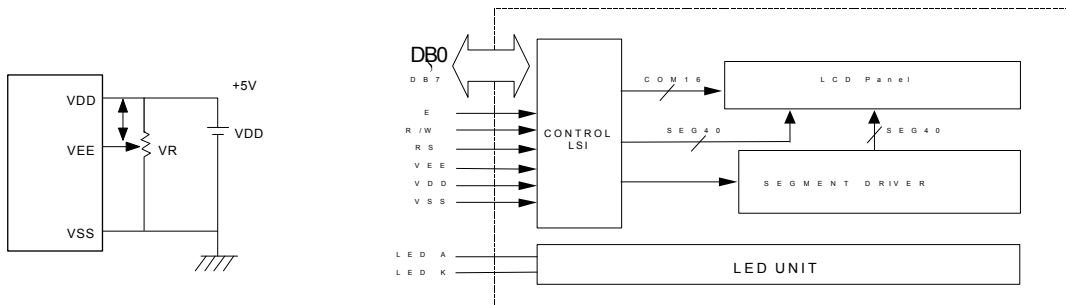 +5V
VDD
VEE
VSS
VR
VDD
DB0
~
DB7
E
R/W
RS
VEE
VDD
VSS
LED A
LED K
CONTROL
LSI
COM16
SEG40
LCD Panel
SEG40
SEGMENT DRIVER
LED UNIT